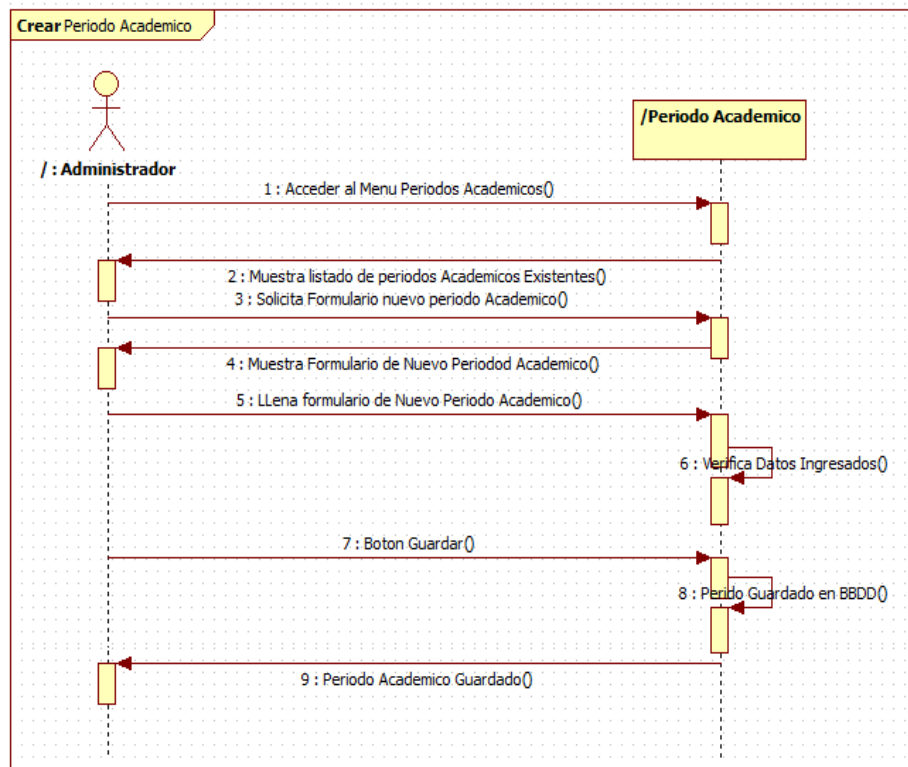 Crear Periodo Academico
/Periodo Academico
/ : Administrador
1 : Acceder al Menu Periodos Academicos()
2 : Muestra listado de periodos Academicos Existentes()
3 : Solicita Formulario nuevo periodo Academico()
4 : Muestra Formulario de Nuevo Periodod Academico()
5 : LLena formulario de Nuevo Periodo Academico()
6 : Verifica Datos Ingresados()
7 : Boton Guardar()
8 : Perido Guardado en BBDD()
9 : Periodo Academico Guardado()